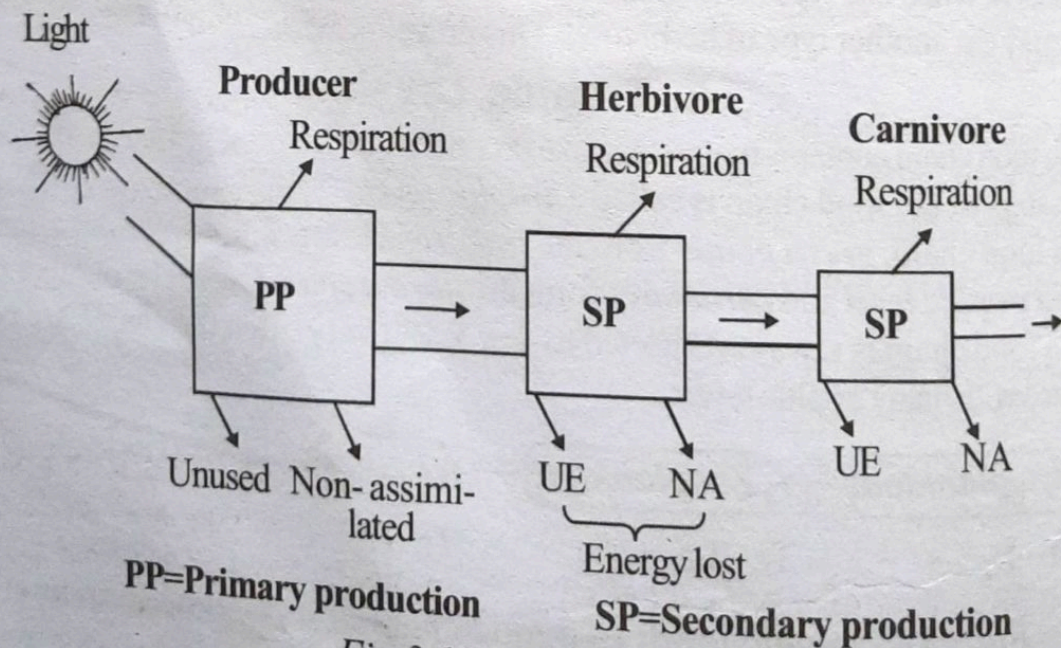 Light
Producer
Respiration
Herbivore
Respiration
Carnivore
Respiration
PP
SP
SP
Unused Non-assimi-
lated
UE
NA
UE
NA
Energy lost
PP=Primary production
SP=Secondary production